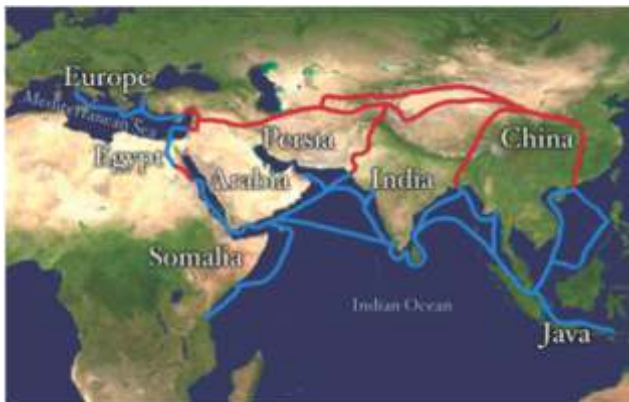 Europe
Mediterranean Sea
Egypt
Arabia
Persia
India
China
Somalia
Indian Ocean
Java